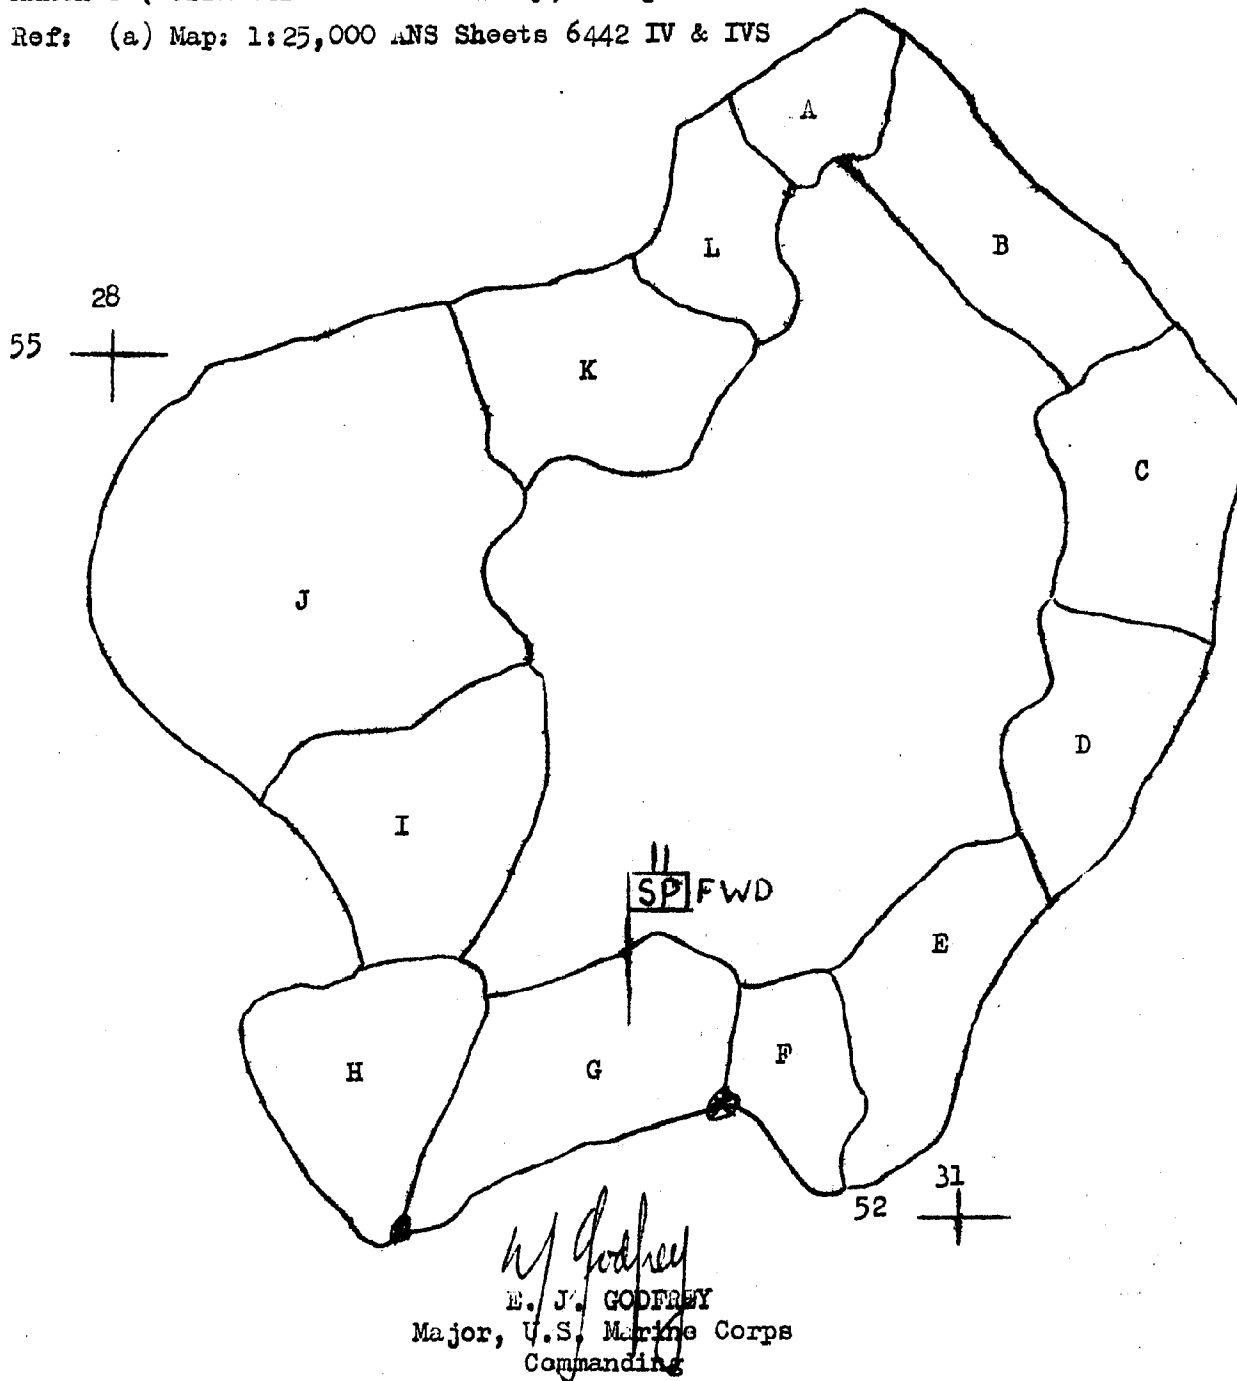 Ref: (a) Map: 1:25,000 ANS Sheets 6442 IV & IVS
A
L
B
28
55
K
C
J
D
I
SP FWD
E
H
G
F
31
52
E. J. GODFREY
Major, U.S. Marine Corps
Commanding